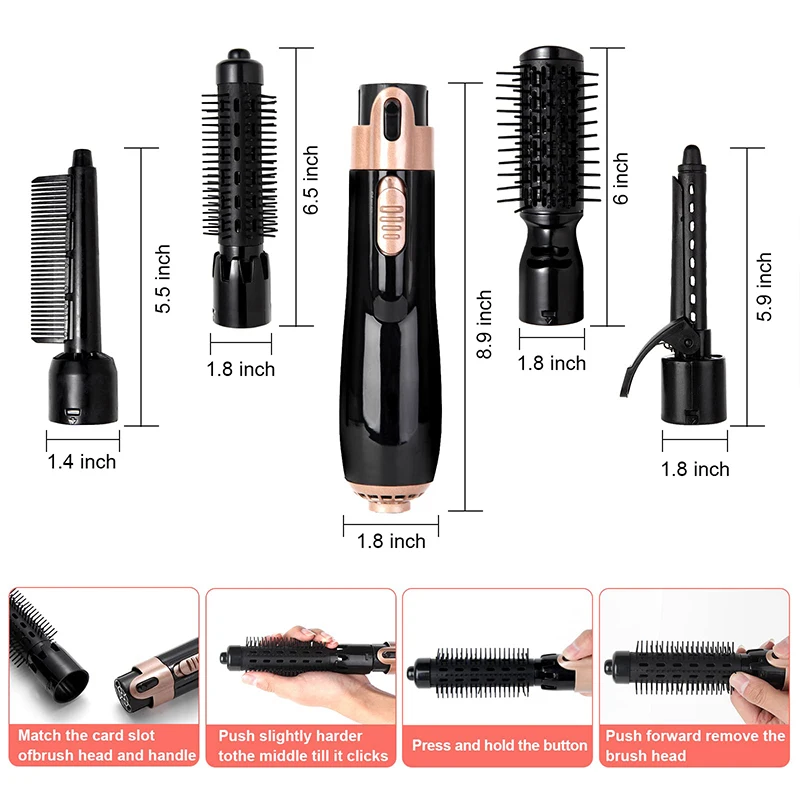 6.5 inch
6 inch
5.5 inch
8.9 inch
5.9 inch
1.8 inch
1.8 inch
1.4 inch
1.8 inch
1.8 inch
Match the card slot
ofbrush head and handle
Push slightly harder
tothe middle till it clicks
Press and hold the button
Push forward remove the
brush head